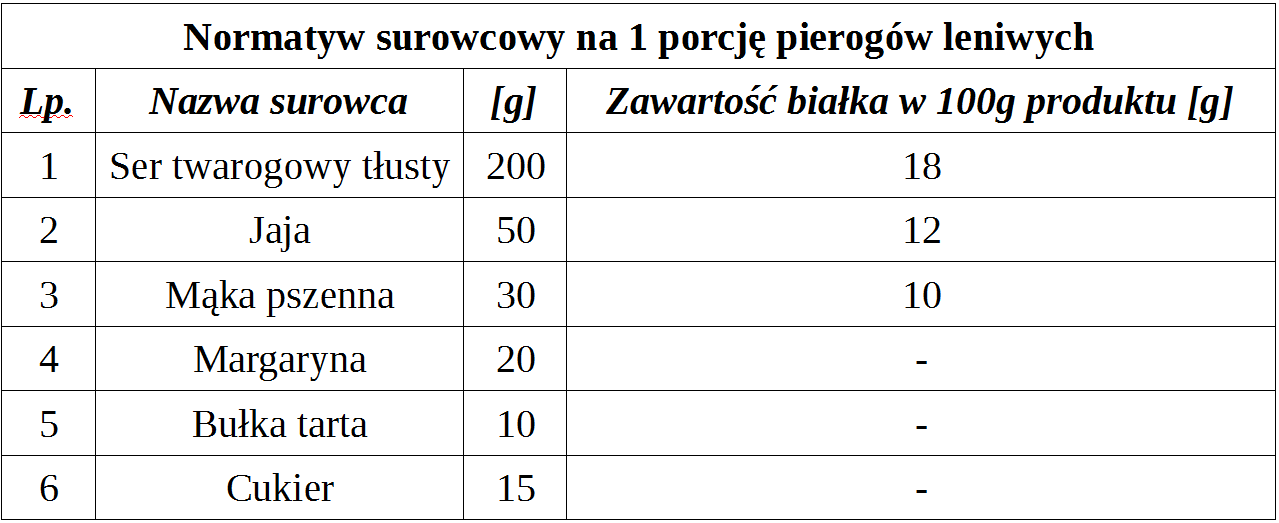 Normatyw surowcowy na 1 porcję pierogów leniwych
Lp. Nazwa surowca [g] Zawartość białka w 100g produktu [g]
1 Ser twarogowy tłusty 200 18
2 Jaja 50 12
3 Mąka pszenna 30 10
4 Margaryna 20 -
5 Bułka tarta 10 -
6 Cukier 15 -